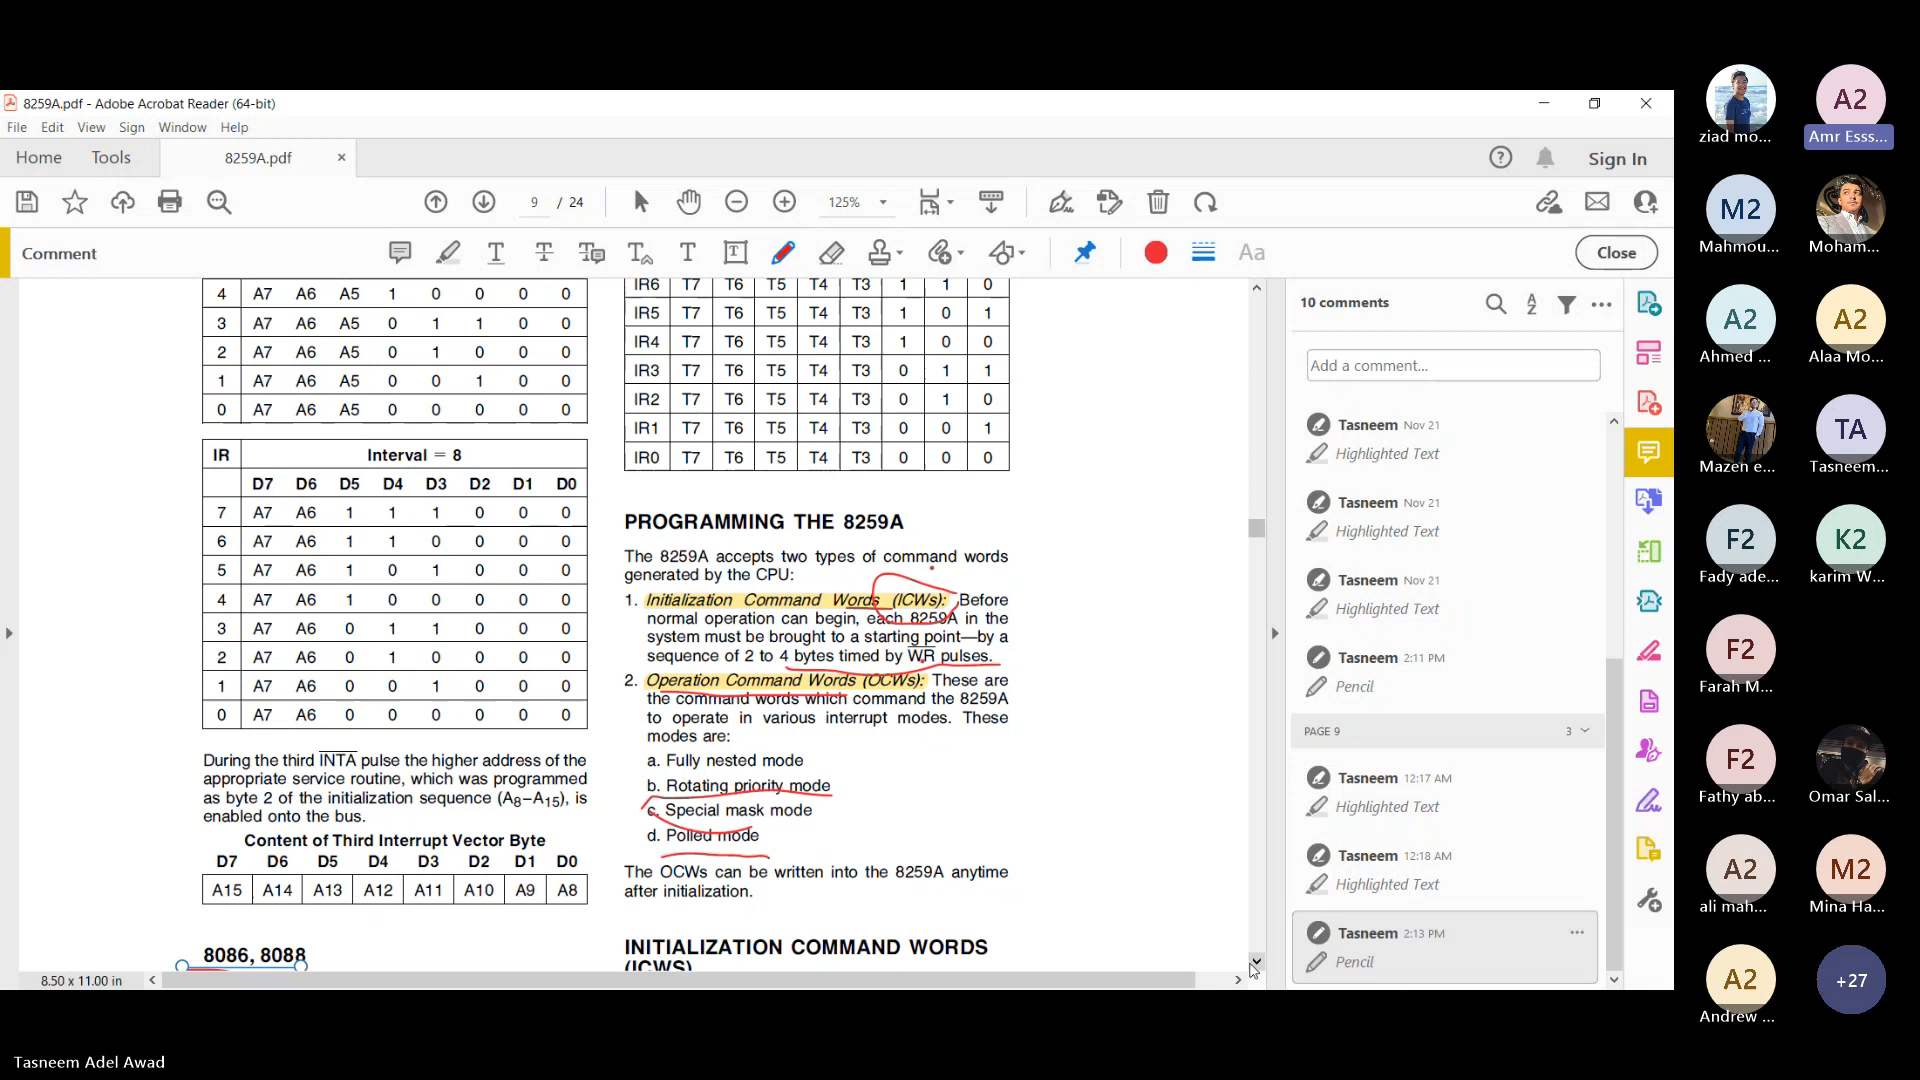 8259A.pdf - Adobe Acrobat Reader (64-bit)
File Edit View Sign Window Help
Home Tools 8259A.pdf × Sign In
9 / 24 125%
Comment Close
4 A7 A6 A5 1 0 0 0 0
3 A7 A6 A5 0 1 1 0 0
2 A7 A6 A5 0 1 0 0 0
1 A7 A6 A5 0 0 1 0 0
0 A7 A6 A5 0 0 0 0 0
IR Interval = 8
D7 D6 D5 D4 D3 D2 D1 D0
7 A7 A6 1 1 1 0 0 0
6 A7 A6 1 1 0 0 0 0
5 A7 A6 1 0 1 0 0 0
4 A7 A6 1 0 0 0 0 0
3 A7 A6 0 1 1 0 0 0
2 A7 A6 0 1 0 0 0 0
1 A7 A6 0 0 1 0 0 0
0 A7 A6 0 0 0 0 0 0
During the third INTA pulse the higher address of the
appropriate service routine, which was programmed
as byte 2 of the initialization sequence (A8–A15), is
enabled onto the bus.
Content of Third Interrupt Vector Byte
D7 D6 D5 D4 D3 D2 D1 D0
A15 A14 A13 A12 A11 A10 A9 A8
8086, 8088
IR6 T7 T6 T5 T4 T3 1 1 0
IR5 T7 T6 T5 T4 T3 1 0 1
IR4 T7 T6 T5 T4 T3 1 0 0
IR3 T7 T6 T5 T4 T3 0 1 1
IR2 T7 T6 T5 T4 T3 0 1 0
IR1 T7 T6 T5 T4 T3 0 0 1
IR0 T7 T6 T5 T4 T3 0 0 0
PROGRAMMING THE 8259A
The 8259A accepts two types of command words
generated by the CPU:
1. Initialization Command Words (ICWs): Before
normal operation can begin, each 8259A in the
system must be brought to a starting point—by a
sequence of 2 to 4 bytes timed by WR pulses.
2. Operation Command Words (OCWs): These are
the command words which command the 8259A
to operate in various interrupt modes. These
modes are:
a. Fully nested mode
b. Rotating priority mode
c. Special mask mode
d. Polled mode
The OCWs can be written into the 8259A anytime
after initialization.
INITIALIZATION COMMAND WORDS
(ICWS)
8.50 x 11.00 in
10 comments
Add a comment...
Tasneem Nov 21
Highlighted Text
Tasneem Nov 21
Highlighted Text
Tasneem Nov 21
Highlighted Text
Tasneem 2:11 PM
Pencil
PAGE 9 3
Tasneem 12:17 AM
Highlighted Text
Tasneem 12:18 AM
Highlighted Text
Tasneem 2:13 PM
Pencil
A2
ziad mo... Amr Esss...
M2
Mahmou... Moham...
A2 A2
Ahmed ... Alaa Mo...
TA
Mazen e... Tasneem...
F2 K2
Fady ade... karim W...
F2
Farah M...
F2
Fathy ab... Omar Sal...
A2 M2
ali mah... Mina Ha...
A2 +27
Andrew ...
Tasneem Adel Awad